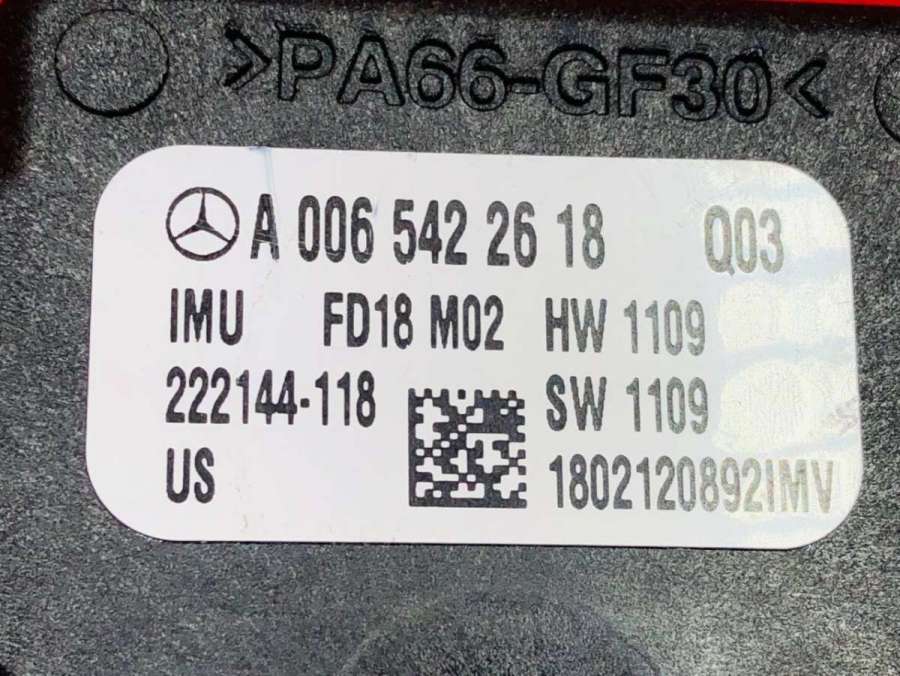 >PA66-GF30<
A 006 542 26 18 Q03
IMU FD18 M02 HW 1109
222144-118 SW 1109
US 1802120892IMV